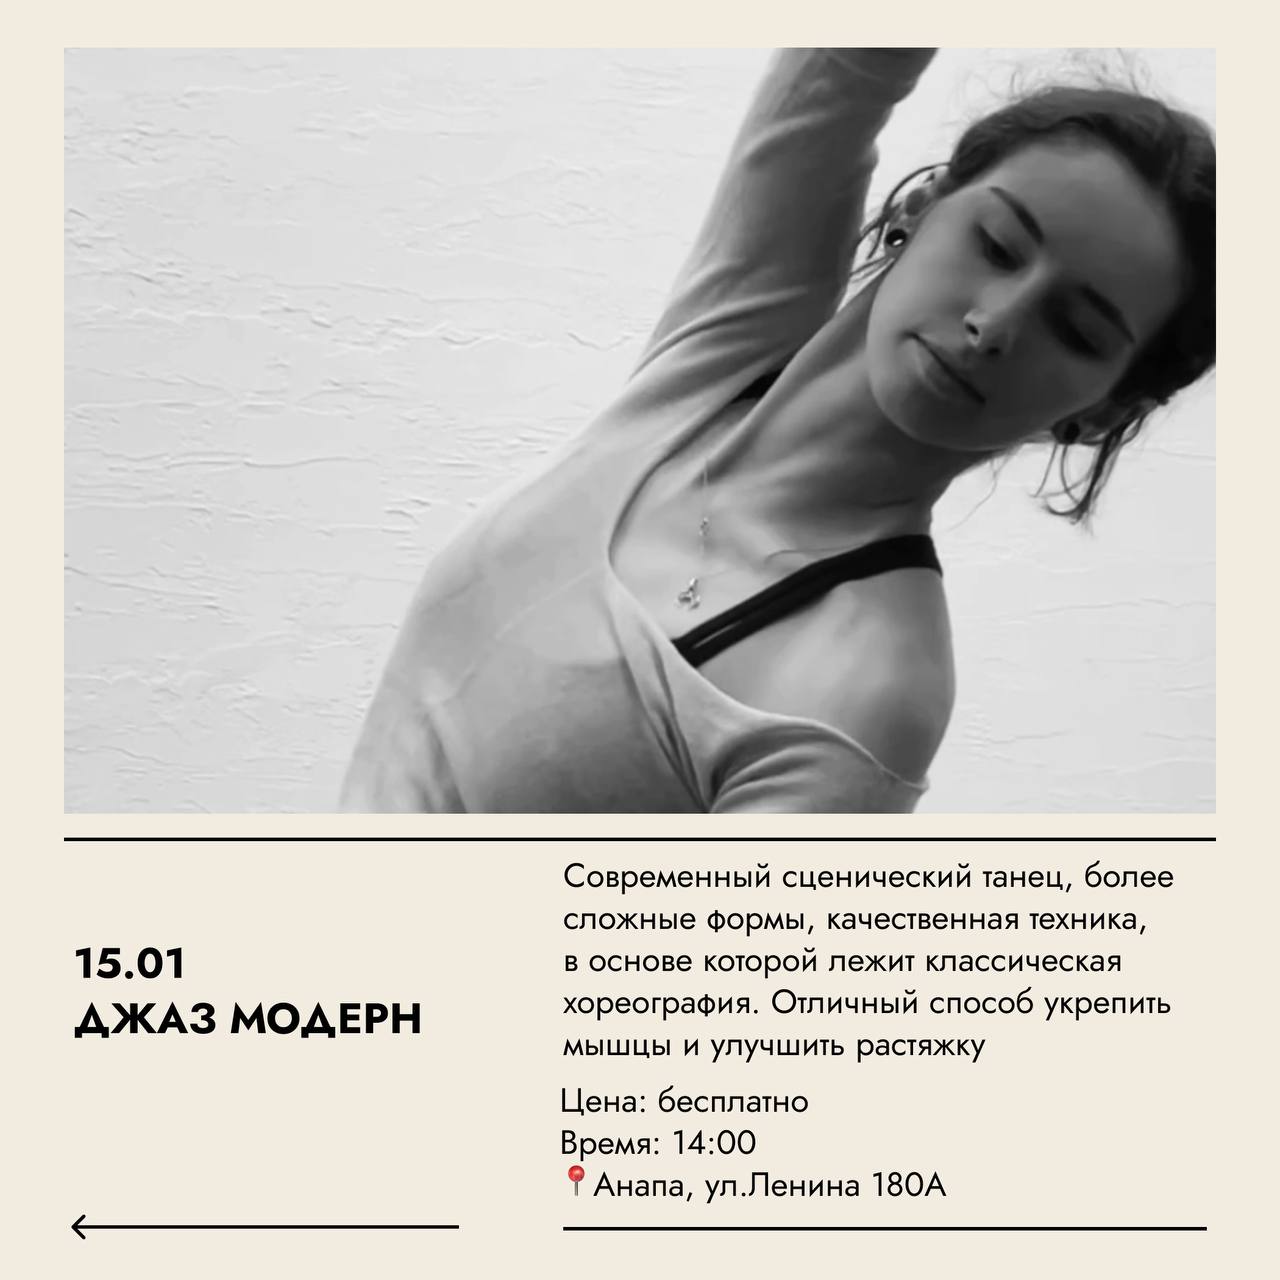 15.01
ДЖАЗ МОДЕРН
Современный сценический танец, более
сложные формы, качественная техника,
в основе которой лежит классическая
хореография. Отличный способ укрепить
мышцы и улучшить растяжку
Цена: бесплатно
Время: 14:00
📍Анапа, ул.Ленина 180А